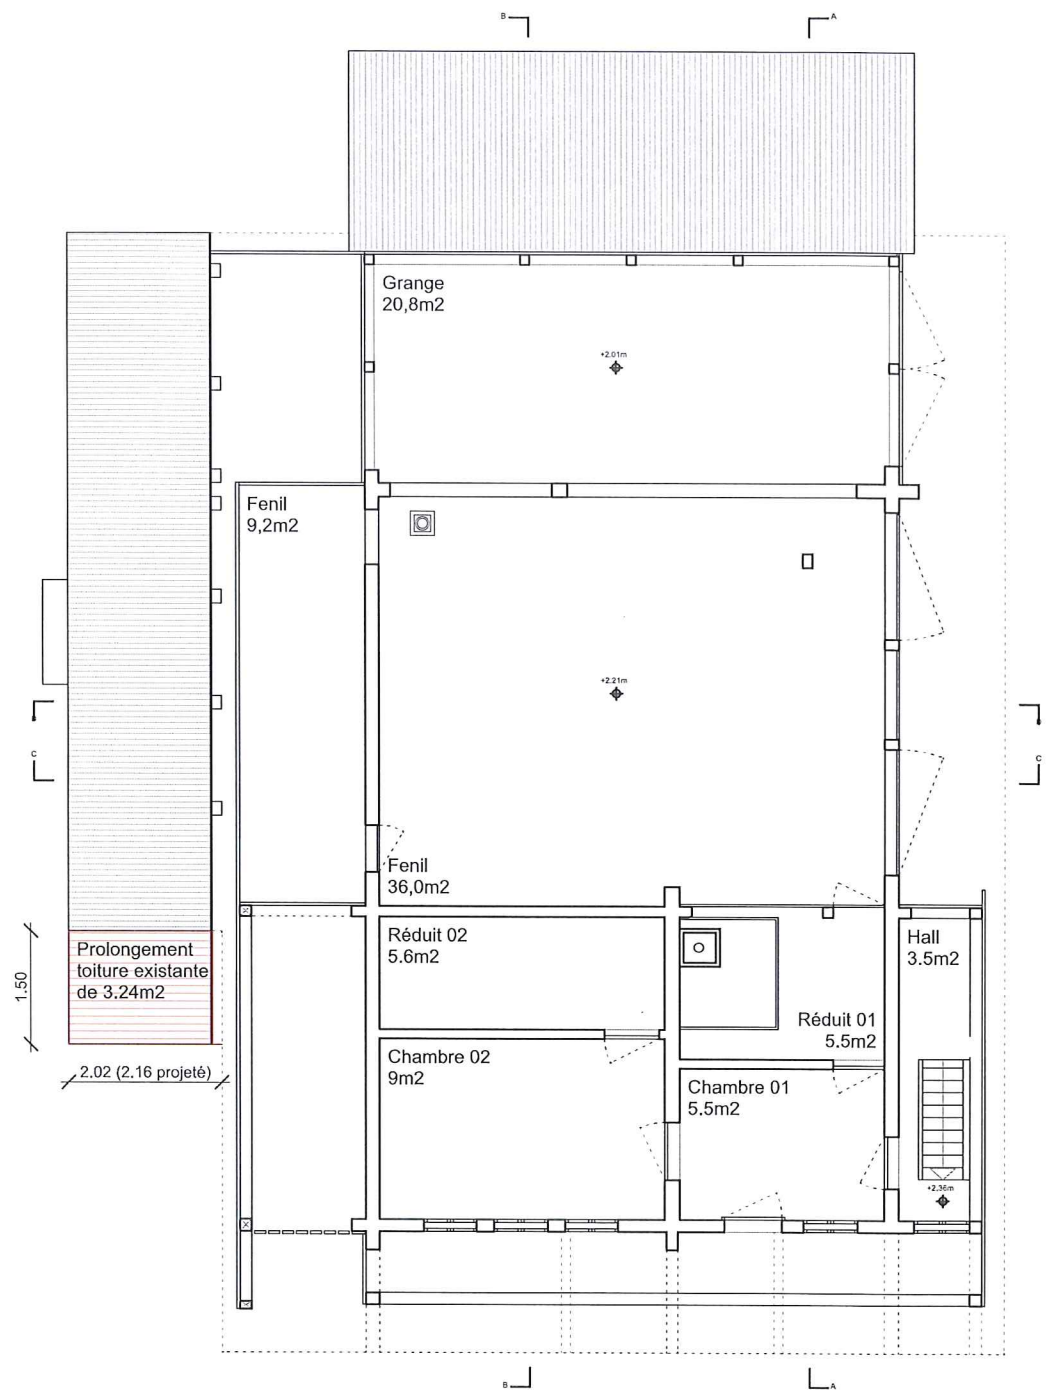 B
A
Grange
20,8m2
+2.01m
Fenil
9,2m2
+2.21m
C
C
Fenil
36,0m2
Prolongement
toiture existante
de 3.24m2
1.50
Réduit 02
5.6m2
Hall
3.5m2
Réduit 01
5.5m2
2.02 (2.16 projeté)
Chambre 02
9m2
Chambre 01
5.5m2
+2.36m
B
A